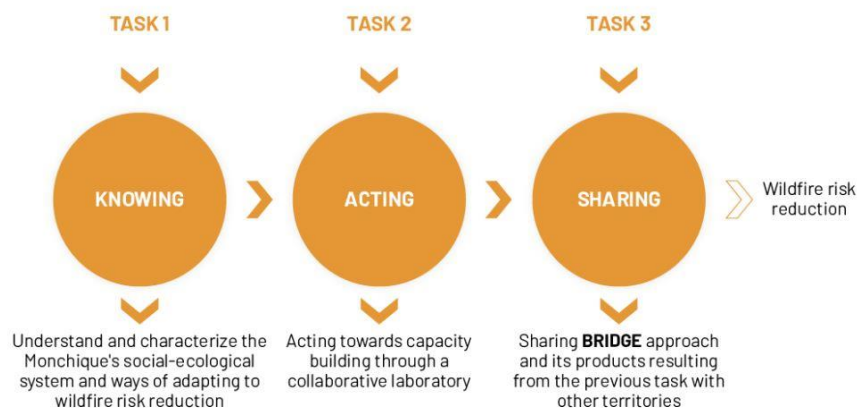 TASK 1
TASK 2
TASK 3
KNOWING
ACTING
SHARING
Wildfire risk
reduction
Understand and characterize the
Monchique's social-ecological
system and ways of adapting to
wildfire risk reduction
Acting towards capacity
building through a
collaborative laboratory
Sharing BRIDGE approach
and its products resulting
from the previous task with
other territories